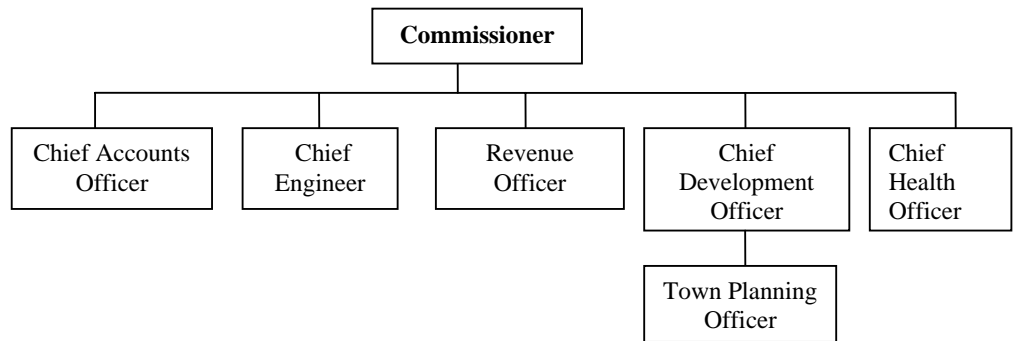 Commissioner
Chief Accounts
Officer
Chief
Engineer
Revenue
Officer
Chief
Development
Officer
Chief
Health
Officer
Town Planning
Officer